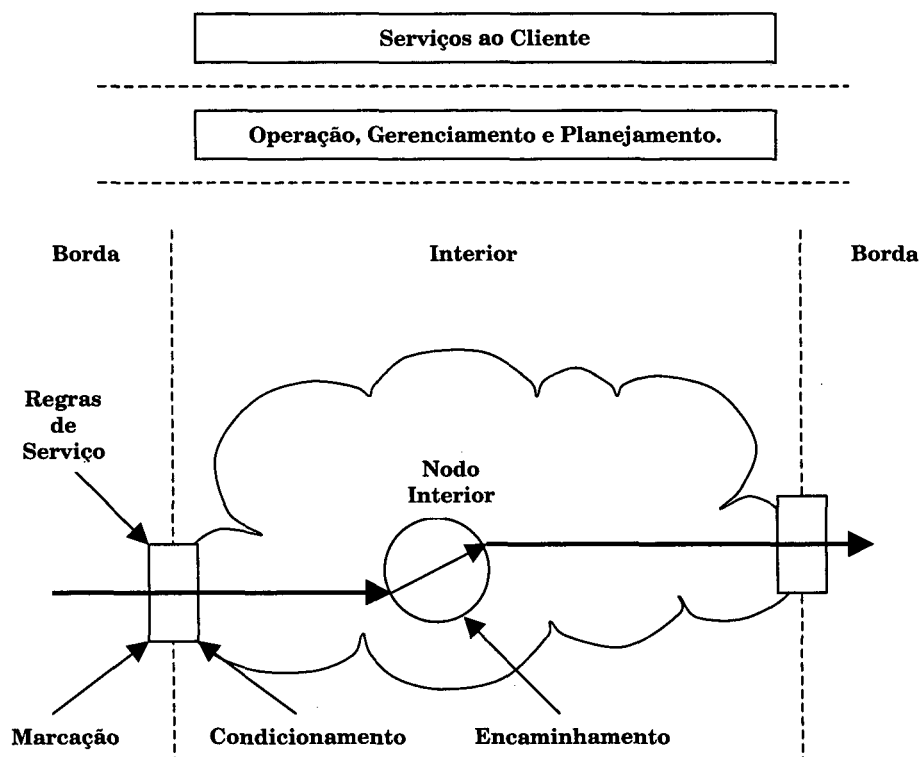 Serviços ao Cliente
Operação, Gerenciamento e Planejamento.
Borda
Interior
Borda
Regras
de
Serviço
Nodo
Interior
Marcação
Condicionamento
Encaminhamento